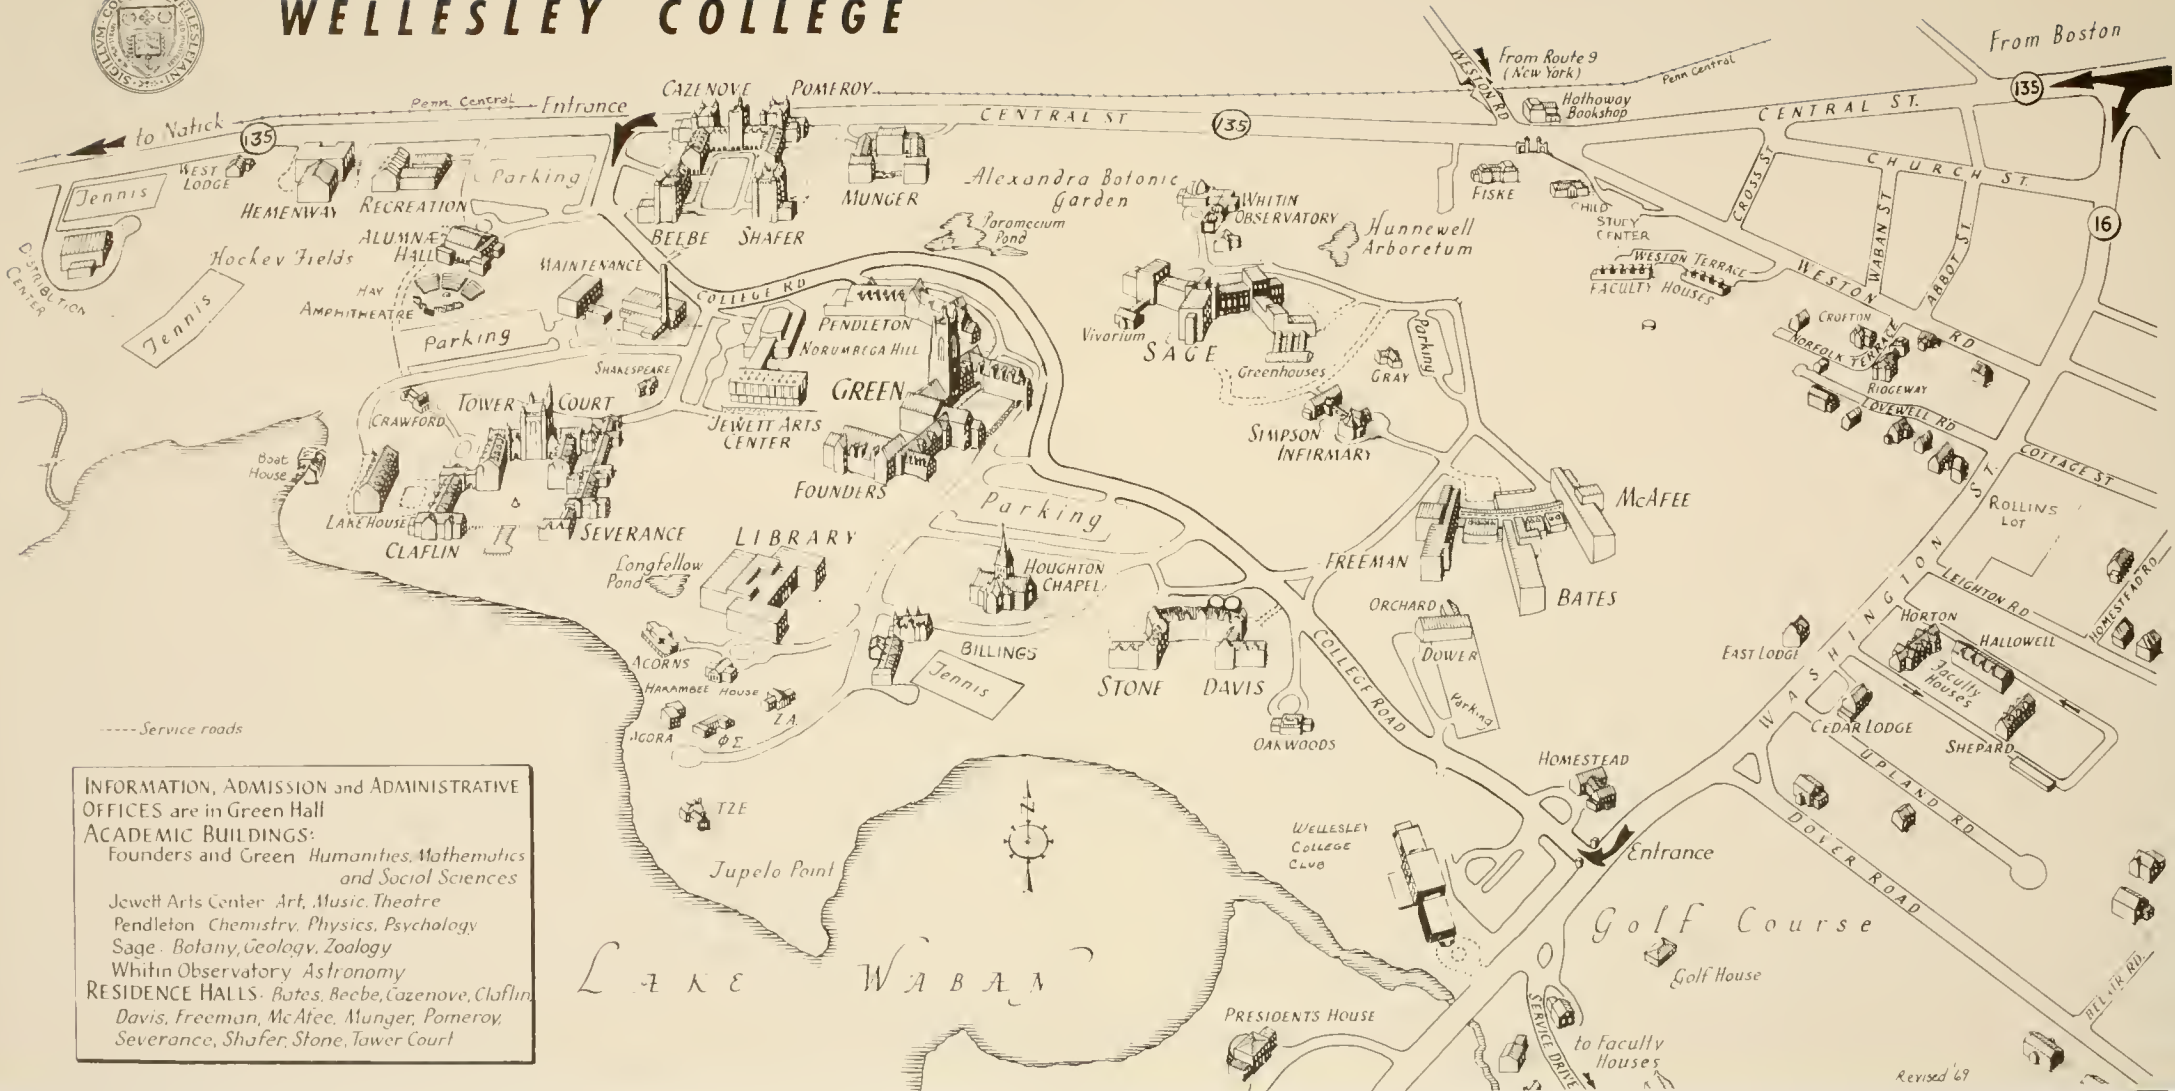 WELLESLEY COLLEGE
SIGILLVM COL WELLESLEIANI
From Boston
From Route 9
(New York)
WESTON RD
Penn Central
135
Hathaway
Bookshop
CENTRAL ST.
CAZENOVE
POMEROY
Penn Central
Entrance
to Natick
135
CENTRAL ST
135
CHURCH ST.
CROSS ST
WABAN ST
ABBOT ST.
16
WEST
LODGE
Tennis
HEMENWAY
RECREATION
Parking
MUNGER
Alexandra Botanic
Garden
WHITIN
OBSERVATORY
FISKE
CHILD
STUDY
CENTER
BEEBE
SHAFER
Paramecium
Pond
Hunnewell
Arboretum
ALUMNÆ
HALL
Hockey Fields
DISTRIBUTION
CENTER
Tennis
HAY
AMPHITHEATRE
MAINTENANCE
COLLEGE RD
WESTON TERRACE
FACULTY HOUSES
WESTON
RD
PENDLETON
NORUMBEGA HILL
Vivarium
SAGE
Greenhouses
GRAY
Parking
CROFTON
NORFOLK TERRACE
RIDGEWAY
LOVEWELL RD
Parking
SHAKESPEARE
GREEN
CRAWFORD
TOWER COURT
JEWETT ARTS
CENTER
SIMPSON
INFIRMARY
Boat
House
COTTAGE ST
LAKE HOUSE
CLAFLIN
SEVERANCE
FOUNDERS
Parking
McAFEE
ROLLINS
LOT
LIBRARY
Longfellow
Pond
HOUGHTON
CHAPEL
FREEMAN
BATES
WASHINGTON ST.
LEIGHTON RD
HOMESTEAD RD
ORCHARD
DOWER
HORTON
HALLOWELL
EAST LODGE
Faculty
Houses
ACORNS
BILLINGS
HARAMBEE HOUSE
Tennis
STONE
DAVIS
COLLEGE ROAD
Parking
CEDAR LODGE
SHEPARD
Z.A.
AGORA
ΦΣ
OAKWOODS
HOMESTEAD
UPLAND RD
DOVER ROAD
-----Service roads
TZE
WELLESLEY
COLLEGE
CLUB
Entrance
N
Tupelo Point
Golf Course
Golf House
LAKE WABAN
BELAIR RD.
PRESIDENT'S HOUSE
SERVICE DRIVE
to Faculty
Houses
Revised '69
INFORMATION, ADMISSION and ADMINISTRATIVE
OFFICES are in Green Hall
ACADEMIC BUILDINGS:
Founders and Green Humanities, Mathematics
and Social Sciences
Jewett Arts Center Art, Music, Theatre
Pendleton Chemistry, Physics, Psychology
Sage. Botany, Geology, Zoology
Whitin Observatory Astronomy
RESIDENCE HALLS. Bates, Beebe, Cazenove, Claflin
Davis, Freeman, McAfee, Munger, Pomeroy,
Severance, Shafer, Stone, Tower Court